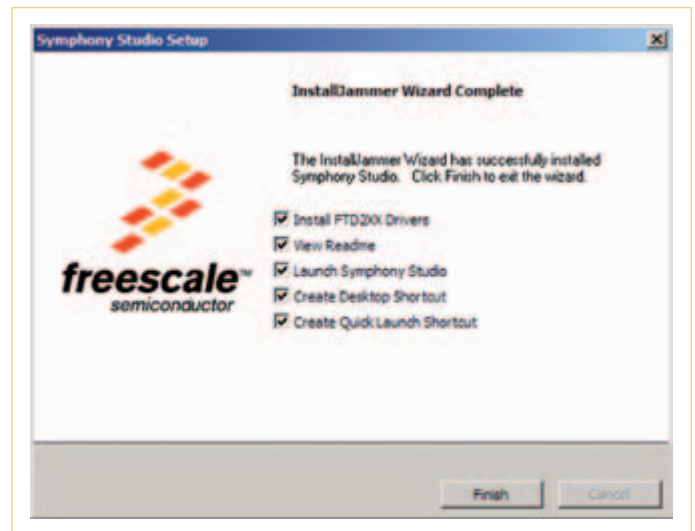 Symphony Studio Setup
InstallJammer Wizard Complete
The InstallJammer Wizard has successfully installed
Symphony Studio. Click Finish to exit the wizard.
Install FTD2XX Drivers
View Readme
Launch Symphony Studio
Create Desktop Shortcut
Create Quick Launch Shortcut
freescale™
semiconductor
Finish
Cancel